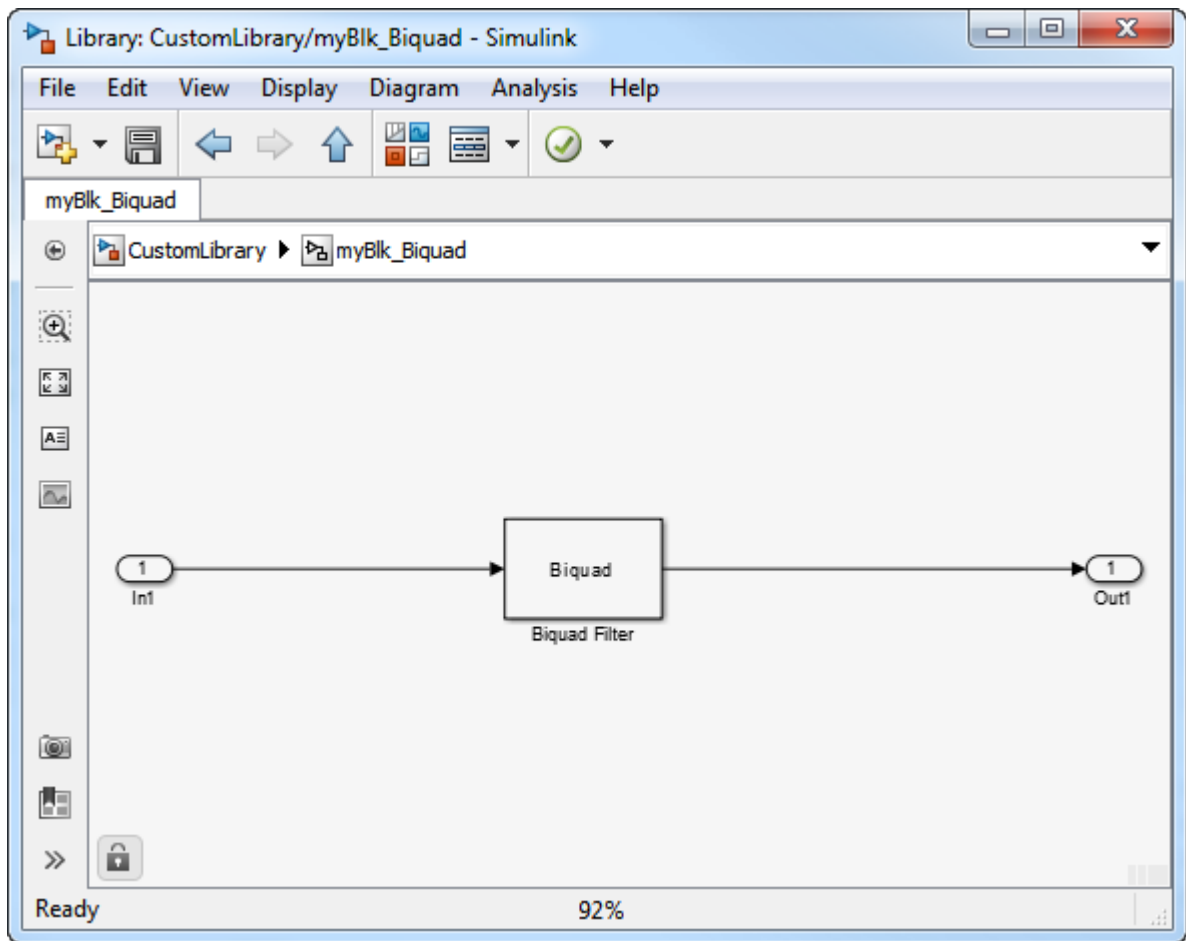 Library: CustomLibrary/myBlk_Biquad - Simulink
File Edit View Display Diagram Analysis Help
myBlk_Biquad
CustomLibrary myBlk_Biquad
1 Biquad 1
In1 Out1
Biquad Filter
Ready 92%